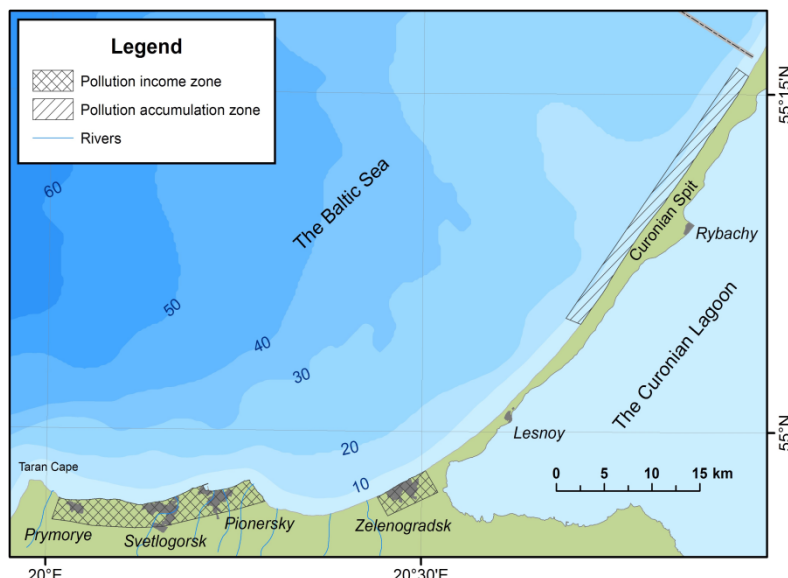 Legend
Pollution income zone
Pollution accumulation zone
Rivers
55°15'N
60
The Baltic Sea
Curonian Spit
Rybachy
50
40
30
The Curonian Lagoon
20
Lesnoy
55°N
Taran Cape
10
0 5 10 15 km
Prymorye
Svetlogorsk
Pionersky
Zelenogradsk
20°E
20°30'E